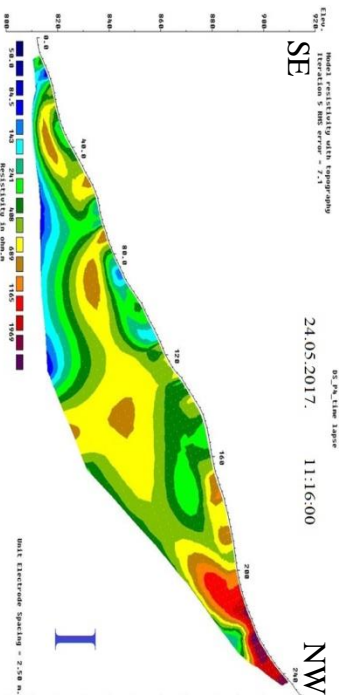 Elev.
Model resistivity with topography
Iteration 5 RMS error = 7.1
DS_P4_time lapse
SE
24.05.2017.
11:16:00
NW
920
900
880
860
840
820
800
0.0
40.0
80.0
120
160
200
240
I
50.0 84.5 143 241 408 689 1165 1969
Resistivity in ohm.m
Unit Electrode Spacing = 2.50 m.